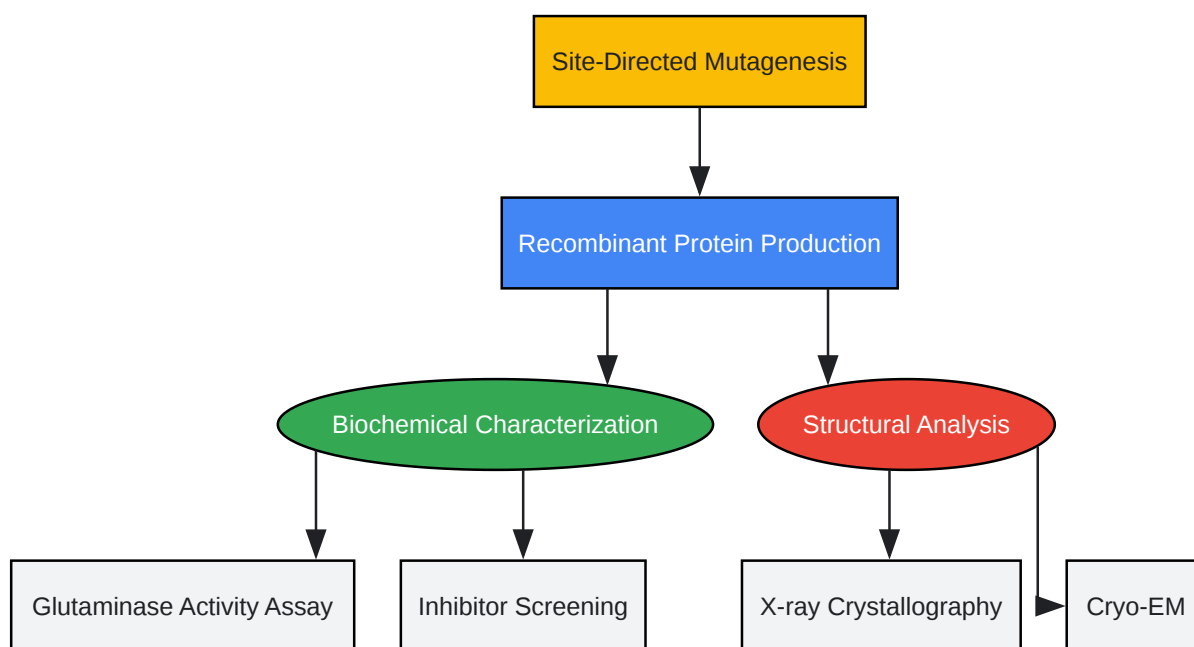 Site-Directed Mutagenesis
Recombinant Protein Production
Biochemical Characterization
Structural Analysis
Glutaminase Activity Assay
Inhibitor Screening
X-ray Crystallography
Cryo-EM